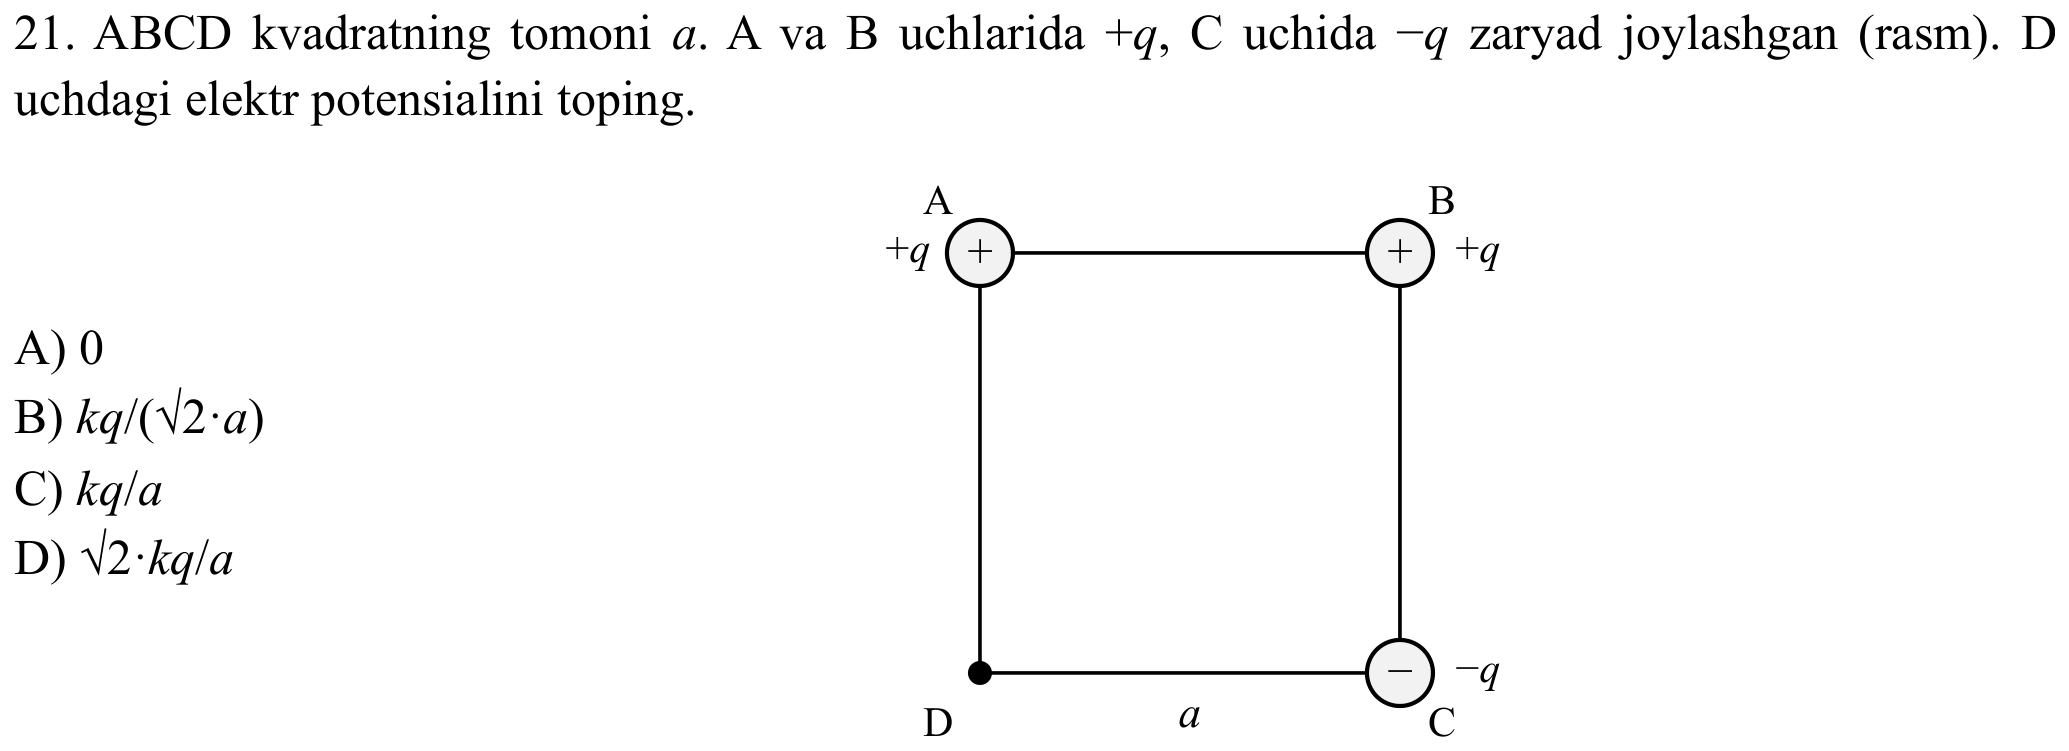 21. ABCD kvadratning tomoni a. A va B uchlarida +q, C uchida −q zaryad joylashgan (rasm). D
uchdagi elektr potensialini toping.
A B
+q + + +q
A) 0
B) kq/(√2·a)
C) kq/a
D) √2·kq/a
− −q
D a C